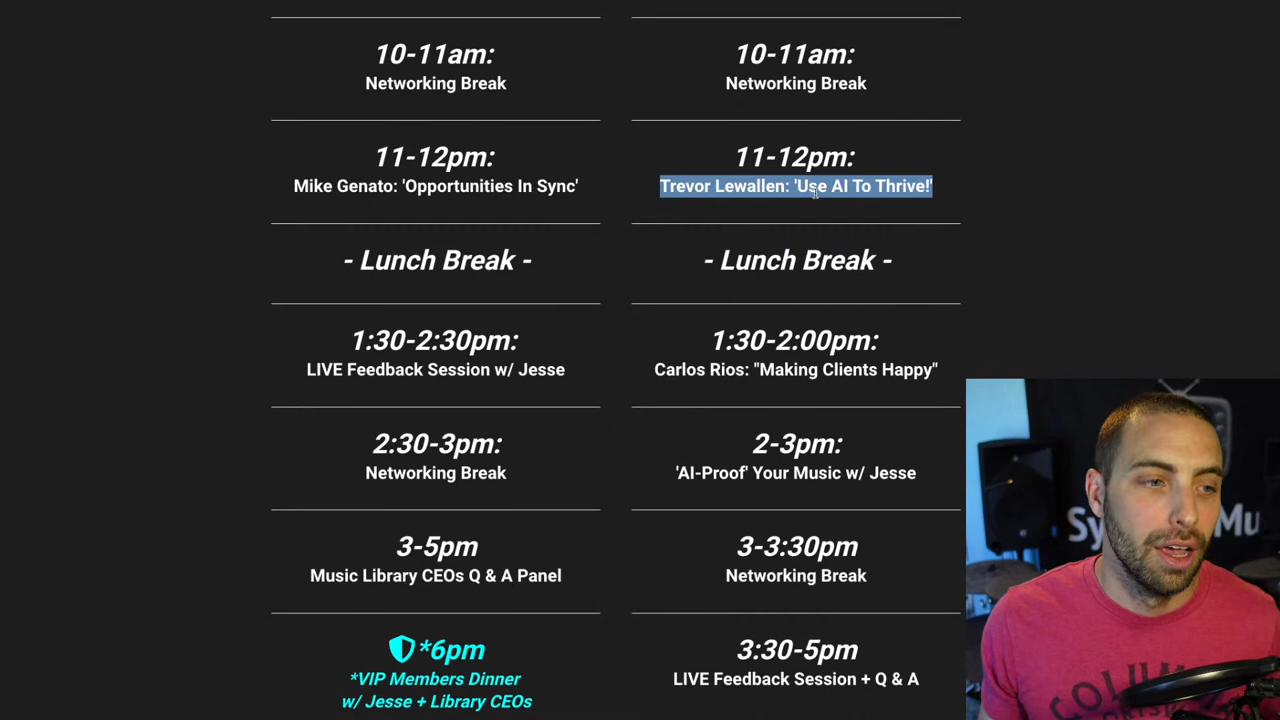 10-11am:
Networking Break
11-12pm:
Mike Genato: 'Opportunities In Sync'
- Lunch Break -
1:30-2:30pm:
LIVE Feedback Session w/ Jesse
2:30-3pm:
Networking Break
3-5pm
Music Library CEOs Q & A Panel
*6pm
*VIP Members Dinner
w/ Jesse + Library CEOs
10-11am:
Networking Break
11-12pm:
Trevor Lewallen: 'Use AI To Thrive!'
- Lunch Break -
1:30-2:00pm:
Carlos Rios: "Making Clients Happy"
2-3pm:
'AI-Proof' Your Music w/ Jesse
3-3:30pm
Networking Break
3:30-5pm
LIVE Feedback Session + Q & A